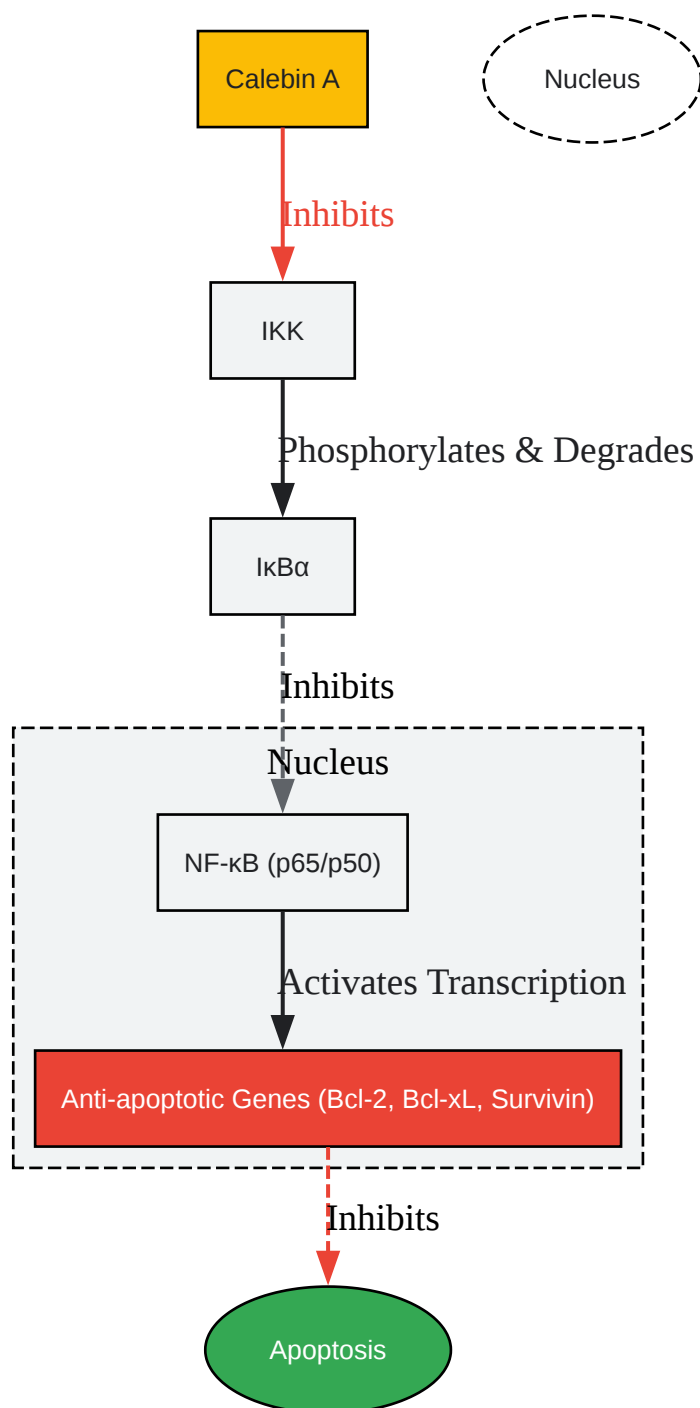 Calebin A
Nucleus
Inhibits
IKK
Phosphorylates & Degrades
IκBα
Inhibits
Nucleus
NF-κB (p65/p50)
Activates Transcription
Anti-apoptotic Genes (Bcl-2, Bcl-xL, Survivin)
Inhibits
Apoptosis